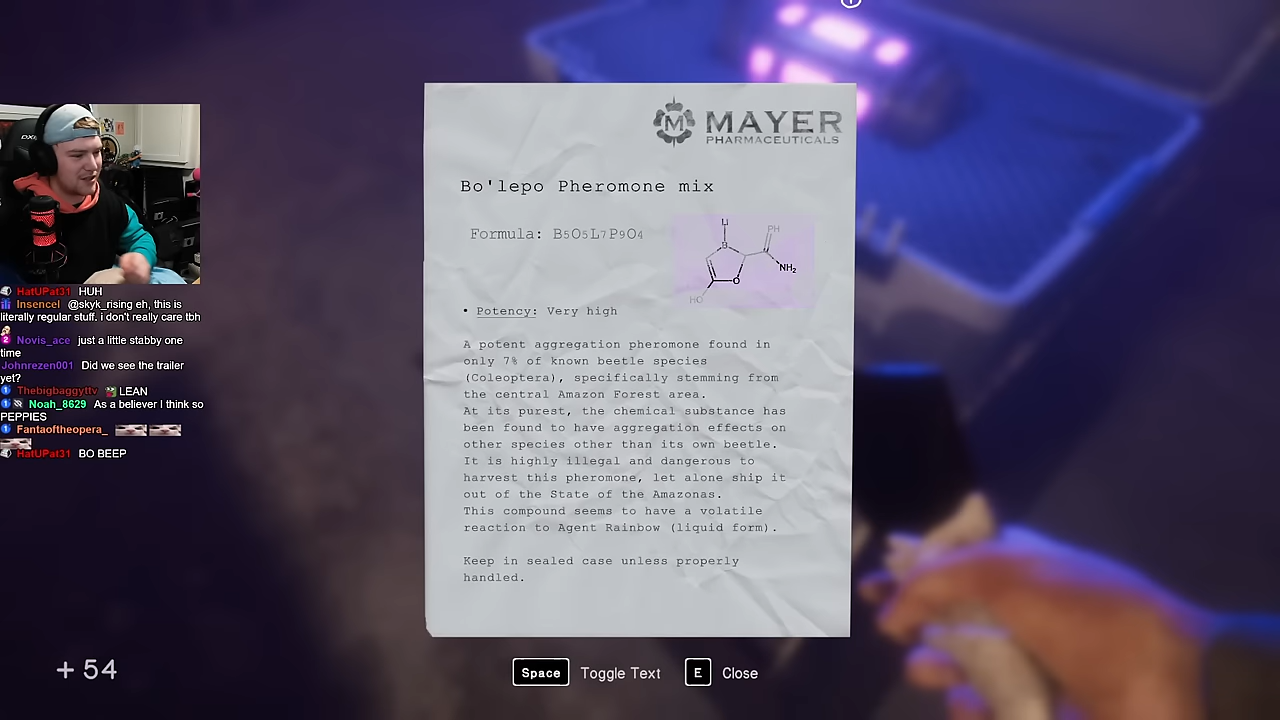 MAYER
PHARMACEUTICALS
Bo'lepo Pheromone mix
Formula: B5O5L7P9O4
Li
B
PH
NH2
O
HO
• Potency: Very high
A potent aggregation pheromone found in
only 7% of known beetle species
(Coleoptera), specifically stemming from
the central Amazon Forest area.
At its purest, the chemical substance has
been found to have aggregation effects on
other species other than its own beetle.
It is highly illegal and dangerous to
harvest this pheromone, let alone ship it
out of the State of the Amazonas.
This compound seems to have a volatile
reaction to Agent Rainbow (liquid form).
Keep in sealed case unless properly
handled.
HatUPat31 HUH
Insencel @skyk_rising eh, this is
literally regular stuff. i don't really care tbh
Novis_ace just a little stabby one
time
Johnrezen001 Did we see the trailer
yet?
Thebigbaggyttv LEAN
Noah_8629 As a believer I think so
PEPPIES
Fantaoftheopera_
HatUPat31 BO BEEP
+ 54
Space Toggle Text E Close